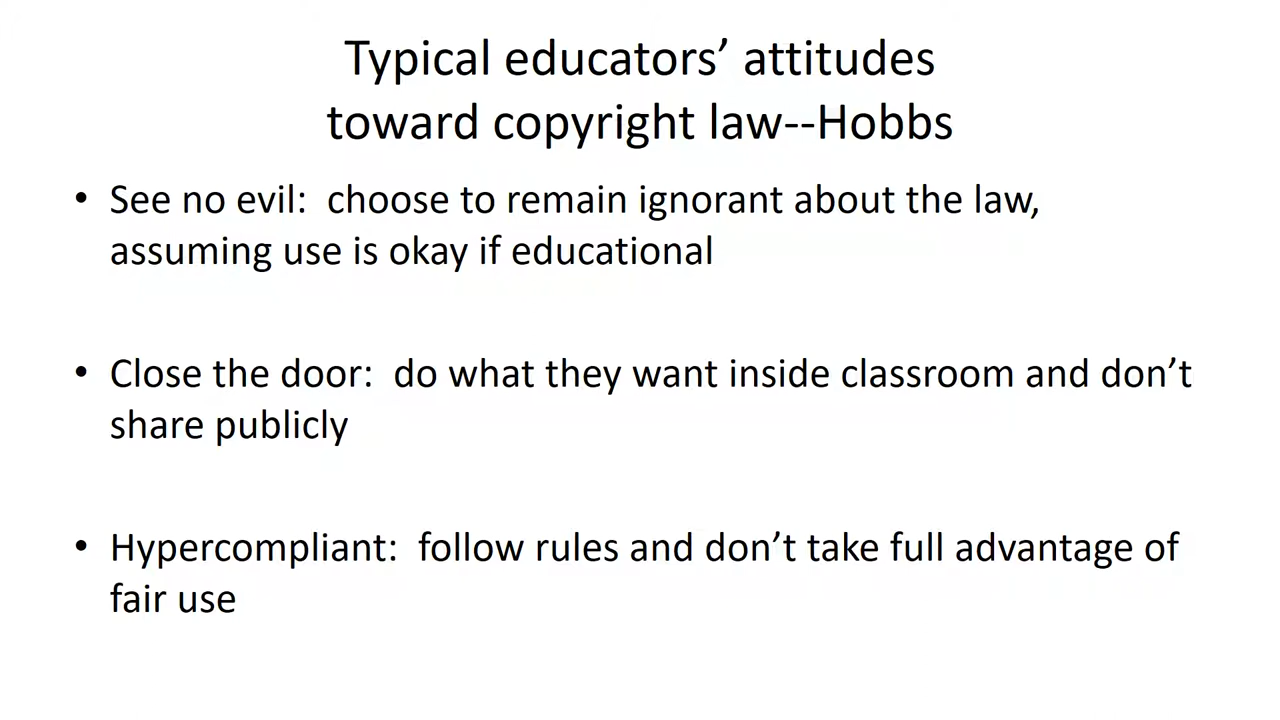 Typical educators’ attitudes
toward copyright law--Hobbs
• See no evil:  choose to remain ignorant about the law,
assuming use is okay if educational
• Close the door:  do what they want inside classroom and don’t
share publicly
• Hypercompliant:  follow rules and don’t take full advantage of
fair use